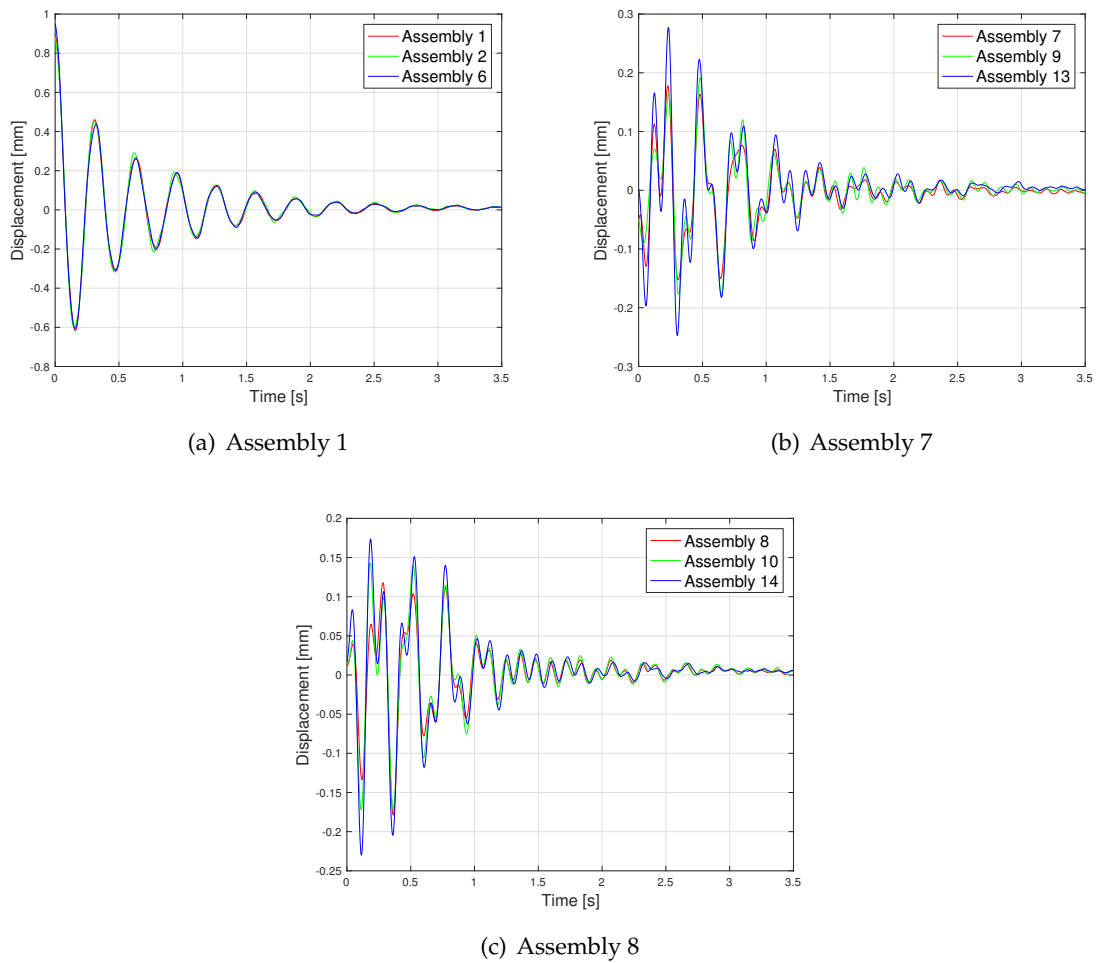 1
0.8
0.6
0.4
0.2
0
-0.2
-0.4
-0.6
-0.8
Displacement [mm]
Assembly 1
Assembly 2
Assembly 6
0 0.5 1 1.5 2 2.5 3 3.5
Time [s]
(a) Assembly 1
0.3
0.2
0.1
0
-0.1
-0.2
-0.3
Displacement [mm]
Assembly 7
Assembly 9
Assembly 13
0 0.5 1 1.5 2 2.5 3 3.5
Time [s]
(b) Assembly 7
0.2
0.15
0.1
0.05
0
-0.05
-0.1
-0.15
-0.2
-0.25
Displacement [mm]
Assembly 8
Assembly 10
Assembly 14
0 0.5 1 1.5 2 2.5 3 3.5
Time [s]
(c) Assembly 8